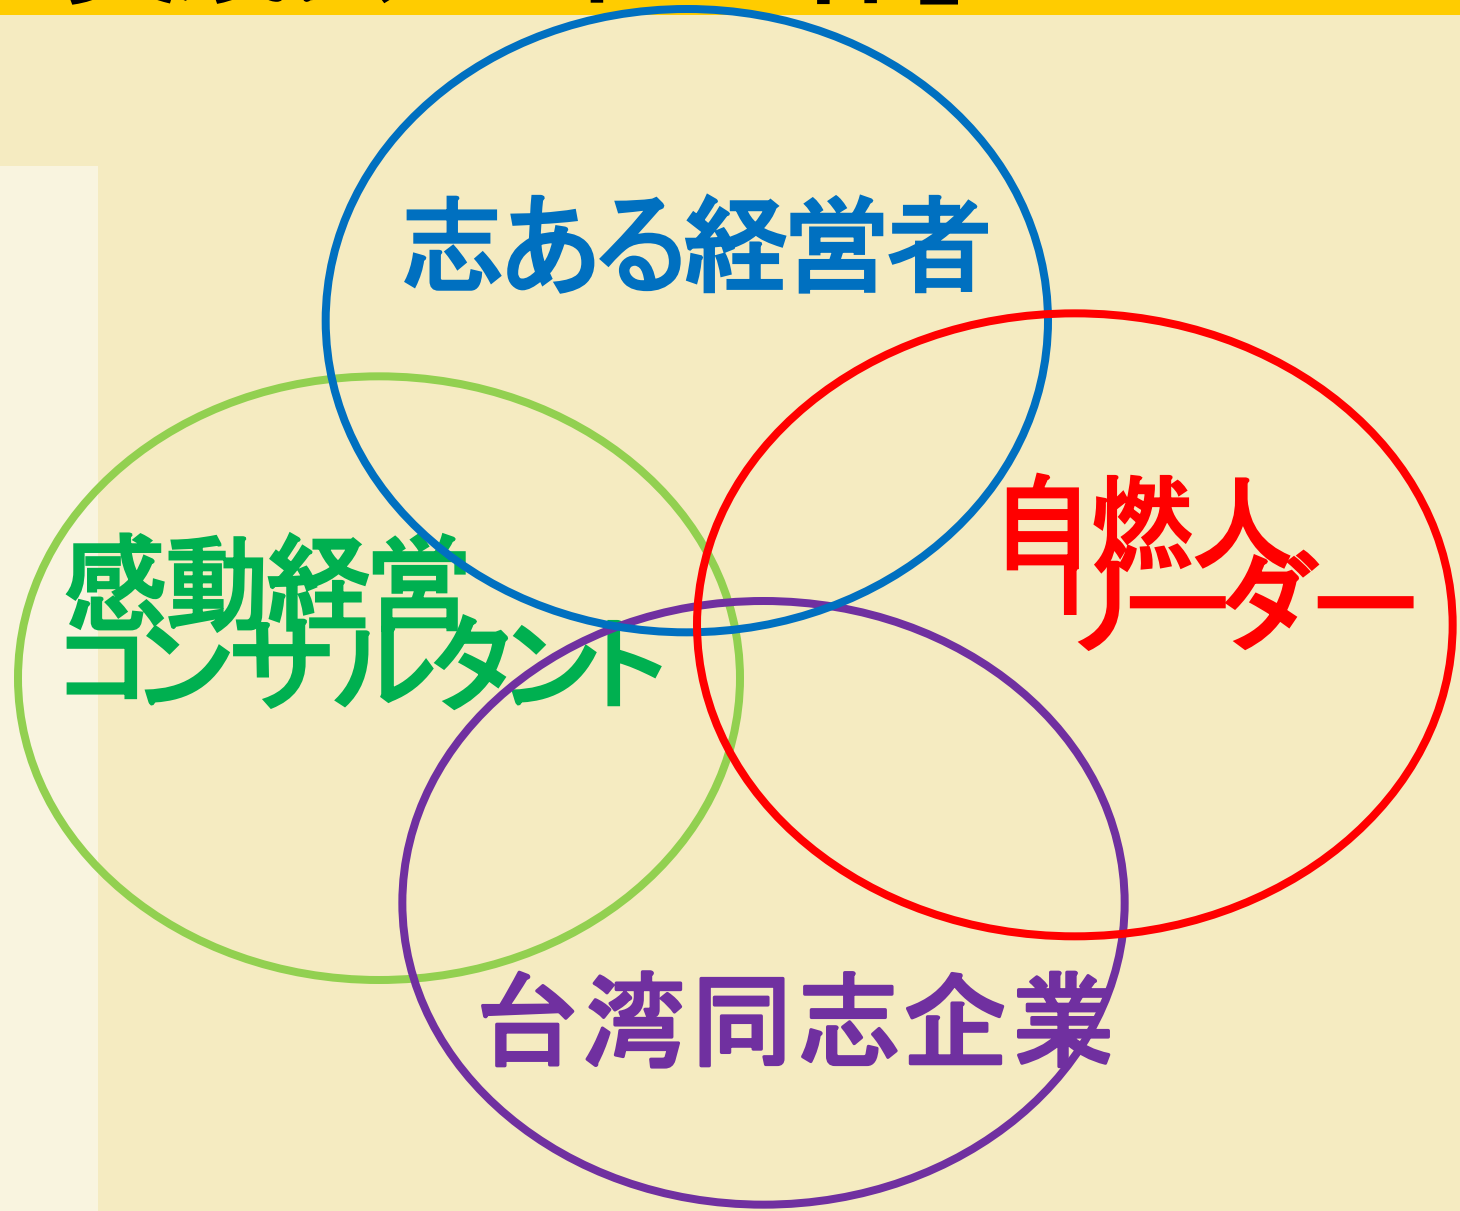 志ある経営者
自燃人
リーダー
感動経営
コンサルタント
台湾同志企業